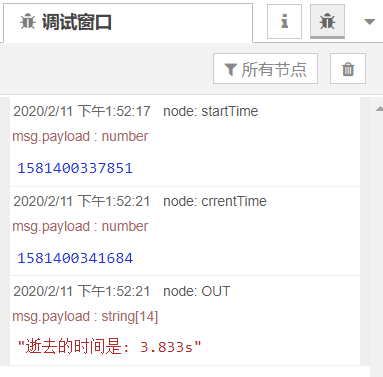 调试窗口
所有节点
2020/2/11 下午1:52:17 node: startTime
msg.payload : number
1581400337851
2020/2/11 下午1:52:21 node: crrentTime
msg.payload : number
1581400341684
2020/2/11 下午1:52:21 node: OUT
msg.payload : string[14]
"逝去的时间是: 3.833s"